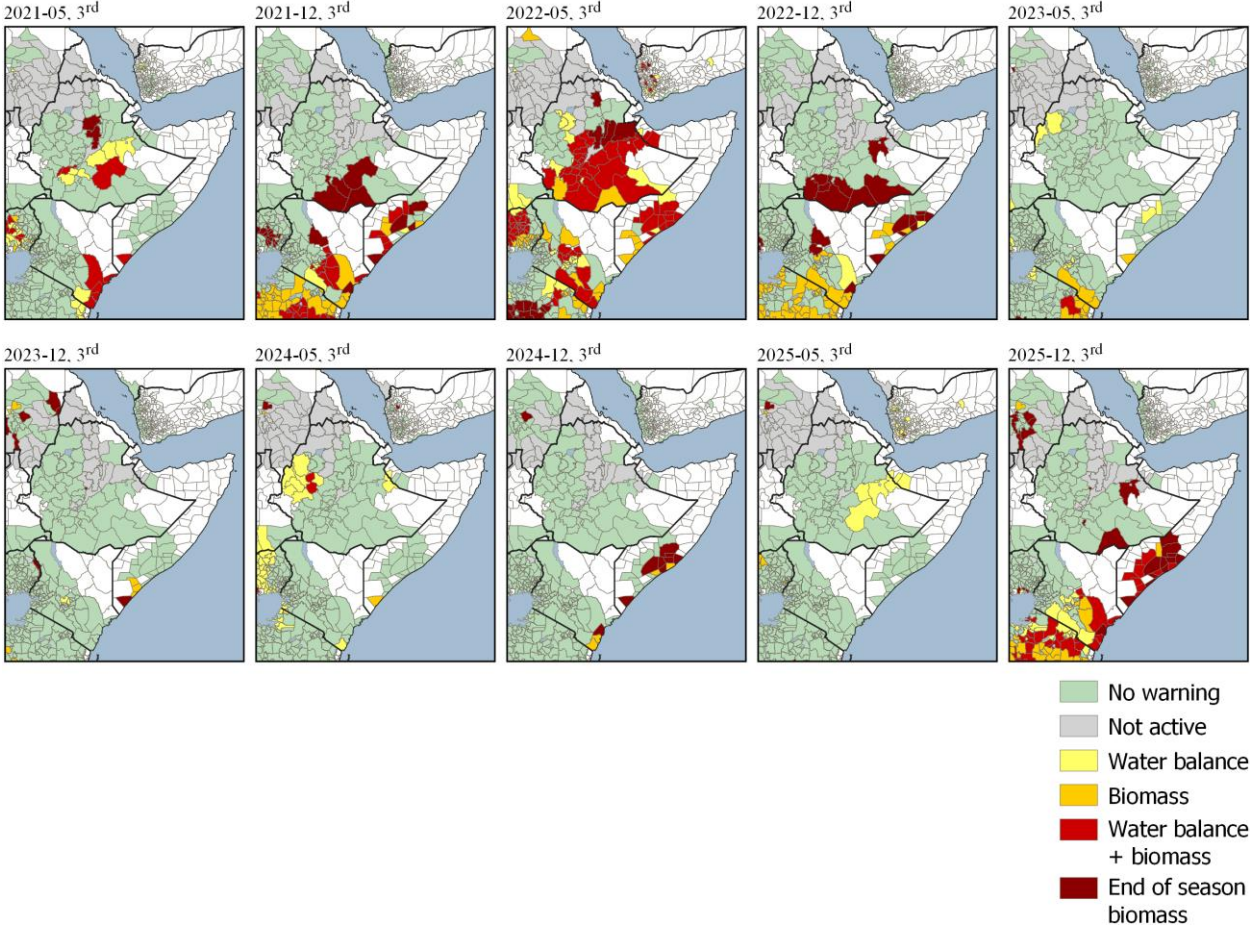 2021-05, 3rd
2021-12, 3rd
2022-05, 3rd
2022-12, 3rd
2023-05, 3rd
2023-12, 3rd
2024-05, 3rd
2024-12, 3rd
2025-05, 3rd
2025-12, 3rd
No warning
Not active
Water balance
Biomass
Water balance
+ biomass
End of season
biomass